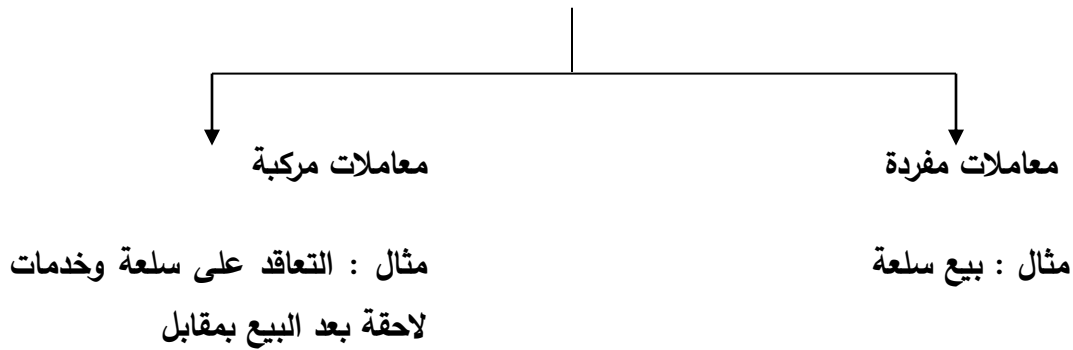 معاملات مفردة
معاملات مركبة
مثال : بيع سلعة
مثال : التعاقد على سلعة وخدمات
لاحقة بعد البيع بمقابل